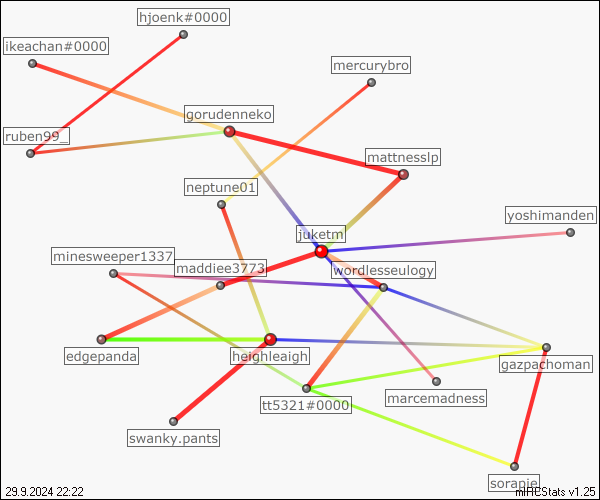 hjoenk#0000
ikeachan#0000
mercurybro
gorudenneko
ruben99_
mattnesslp
neptune01
yoshimanden
juketm
minesweeper1337
maddiee3773
wordlesseulogy
edgepanda
heighleaigh
gazpachoman
tt5321#0000
marcemadness
swanky.pants
sorapie
29.9.2024 22:22
mIRCStats v1.25